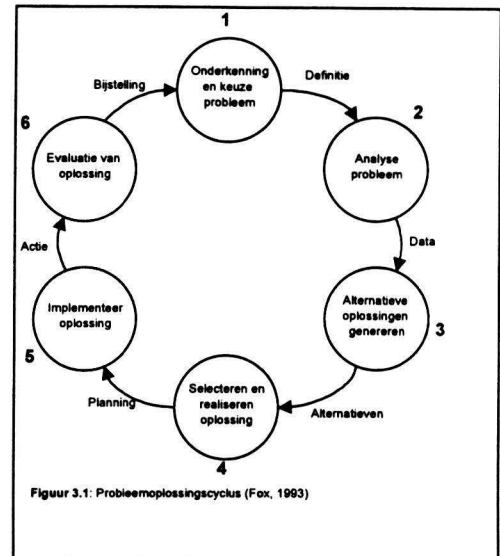 1
Onderkenning
en keuze
probleem
Definitie
2
Analyse
probleem
Data
Alternatieve
oplossingen
genereren
3
Alternatieven
Selecteren en
realiseren
oplossing
4
Planning
Implementeer
oplossing
5
Actie
6
Evaluatie van
oplossing
Bijstelling
Figuur 3.1: Probleemoplossingscyclus (Fox, 1993)